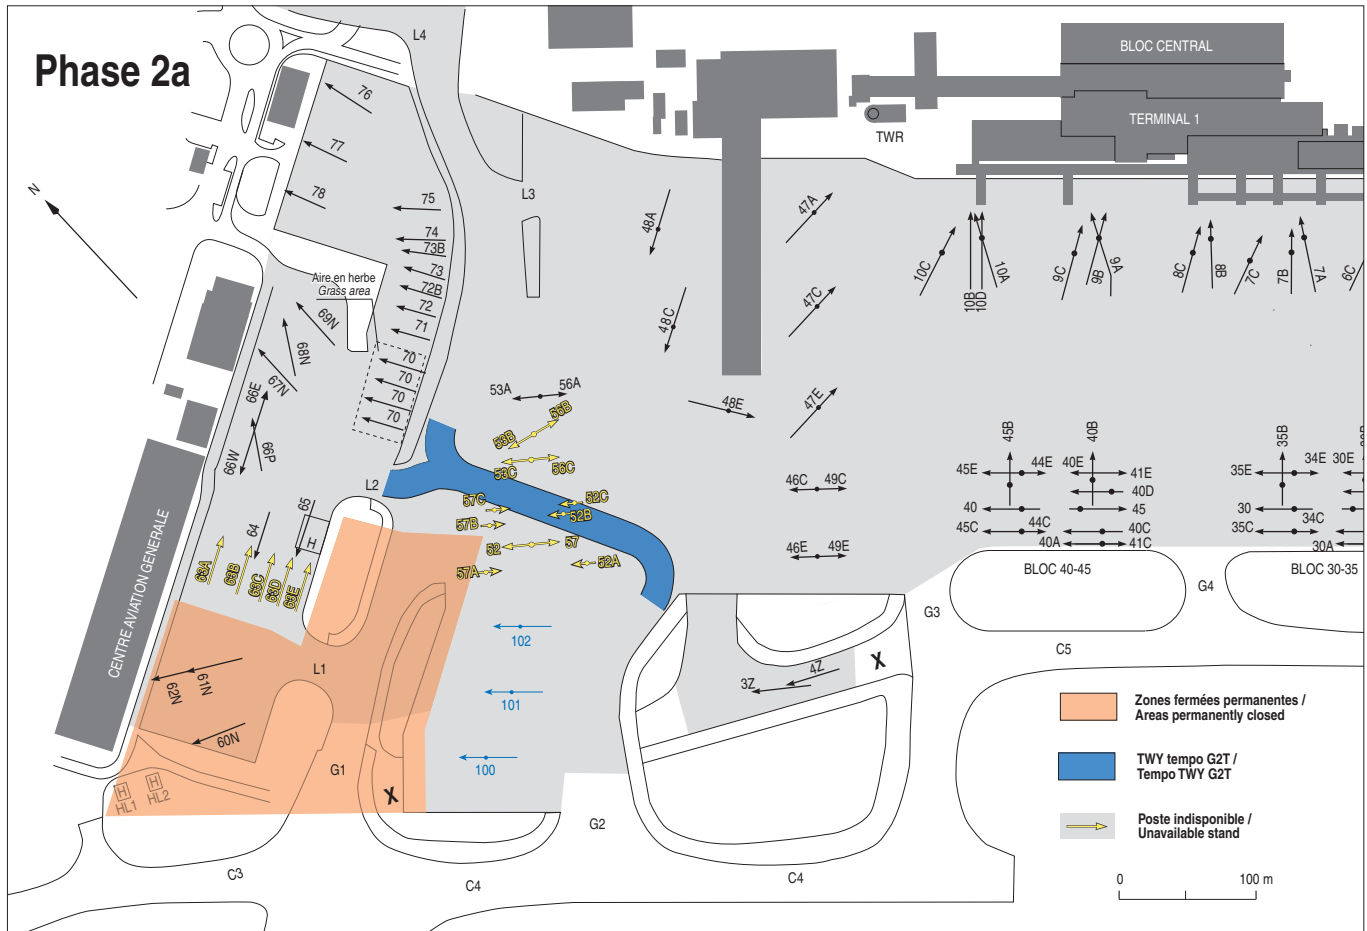 Phase 2a
L4
BLOC CENTRAL
TERMINAL 1
TWR
N
76
77
78
75
74
73B
73
72B
72
71
70
70
70
70
L3
Aire en herbe
Grass area
69N
68N
67N
66E
66W
66P
48A
48C
48E
47A
47C
47E
10C
10B
10D
10A
9C
9B
9A
8C
8B
7C
7B
7A
6C
53A
56A
53B
56B
53C
56C
57C
52C
57B
52B
52
57
57A
52A
46C
49C
46E
49E
45B
40B
45E
44E
40E
41E
40D
40
45
45C
44C
40C
40A
41C
35B
35E
34E
30E
30
34C
35C
30A
BLOC 40-45
BLOC 30-35
L2
65
64
H
63A
63B
63C
63D
63E
CENTRE AVIATION GENERALE
L1
62N
61N
60N
H
HL1
H
HL2
G1
X
102
101
100
3Z
4Z
X
G3
G4
C5
G2
C3
C4
C4
Zones fermées permanentes /
Areas permanently closed
TWY tempo G2T /
Tempo TWY G2T
Poste indisponible /
Unavailable stand
0
100 m